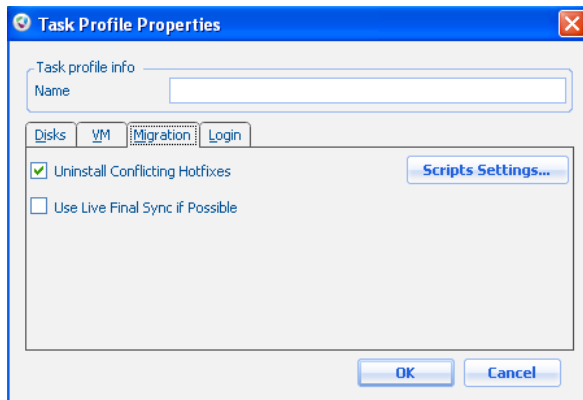 Task Profile Properties
Task profile info
Name
Disks VM Migration Login
Uninstall Conflicting Hotfixes Scripts Settings...
Use Live Final Sync if Possible
OK Cancel